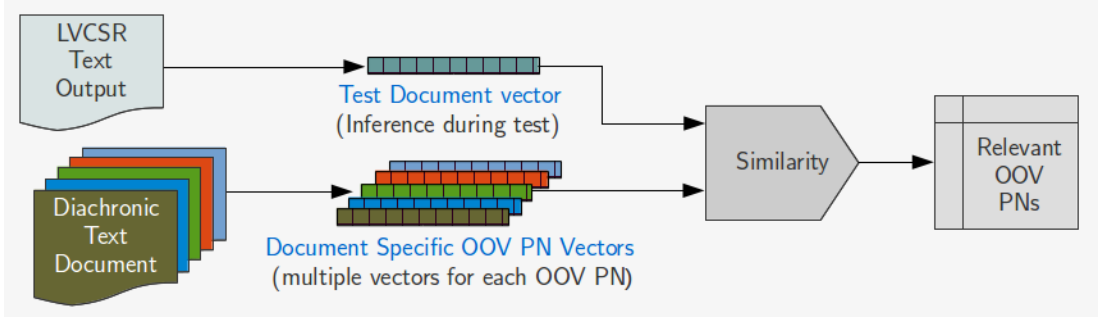 LVCSR
Text
Output
Test Document vector
(Inference during test)
Diachronic
Text
Document
Document Specific OOV PN Vectors
(multiple vectors for each OOV PN)
Similarity
Relevant
OOV
PNs